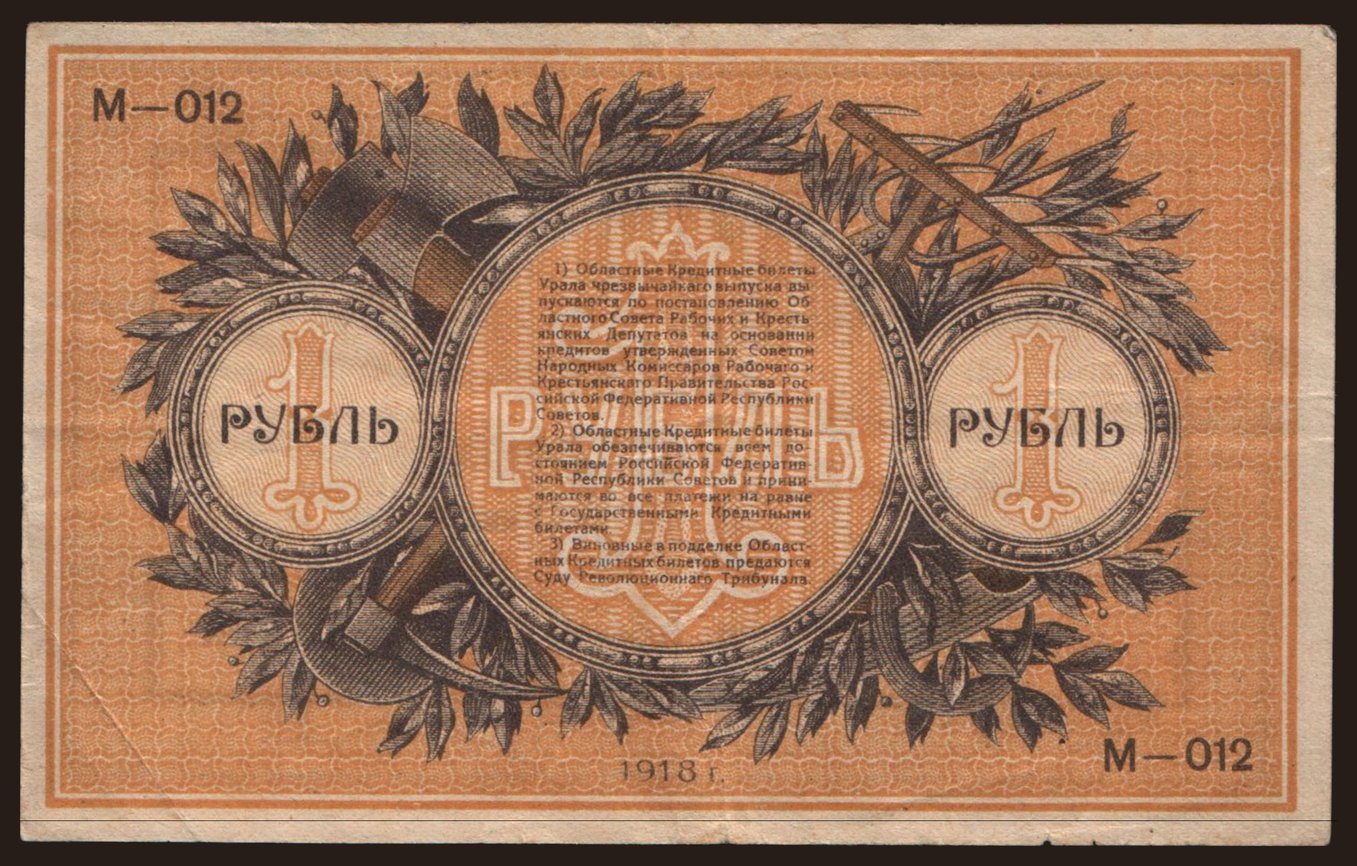 М—012
1) Областные Кредитные билеты
Урала чрезвычайкаго выпуска вы
пускаются по постановлению Об
ластного Совета Рабочих и Кресть
янских Депутатов на основании
кредитов утвержденных Советом
Народных Комиссаров Рабочаго и
Крестьянскаго Правительства Рос-
сийской Федеративной Республики
Советов.
2) Областные Кредитные билеты
Урала обезпечиваются всем до-
стоянием Российской Федератив-
ной Республики Советов и прини-
маются во все платежи на равне
с Государственными Кредитными
билетами
3) Виновные в подделке Област-
ных Кредитных билетов предаются
Суду Революционнаго Трибунала.
1
РУБЛЬ
1
РУБЛЬ
1
РУБЛЬ
1918 г.
М—012